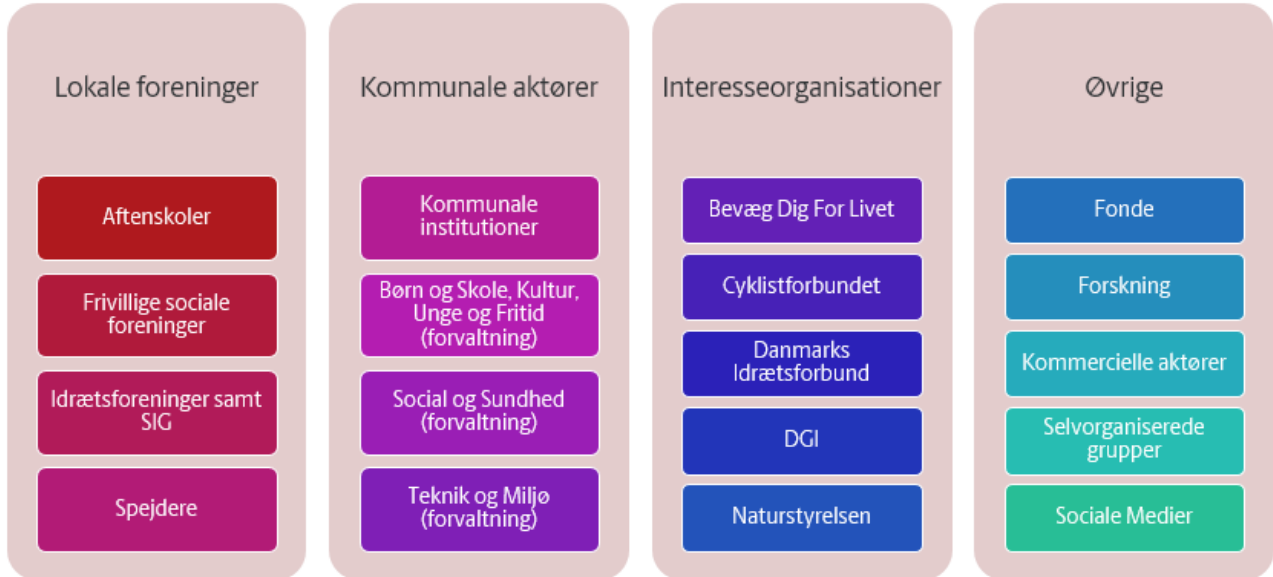 Lokale foreninger
Aftenskoler
Frivillige sociale
foreninger
Idrætsforeninger samt
SIG
Spejdere
Kommunale aktører
Kommunale
institutioner
Børn og Skole, Kultur,
Unge og Fritid
(forvaltning)
Social og Sundhed
(forvaltning)
Teknik og Miljø
(forvaltning)
Interesseorganisationer
Bevæg Dig For Livet
Cyklistforbundet
Danmarks
Idrætsforbund
DGI
Naturstyrelsen
Øvrige
Fonde
Forskning
Kommercielle aktører
Selvorganiserede
grupper
Sociale Medier